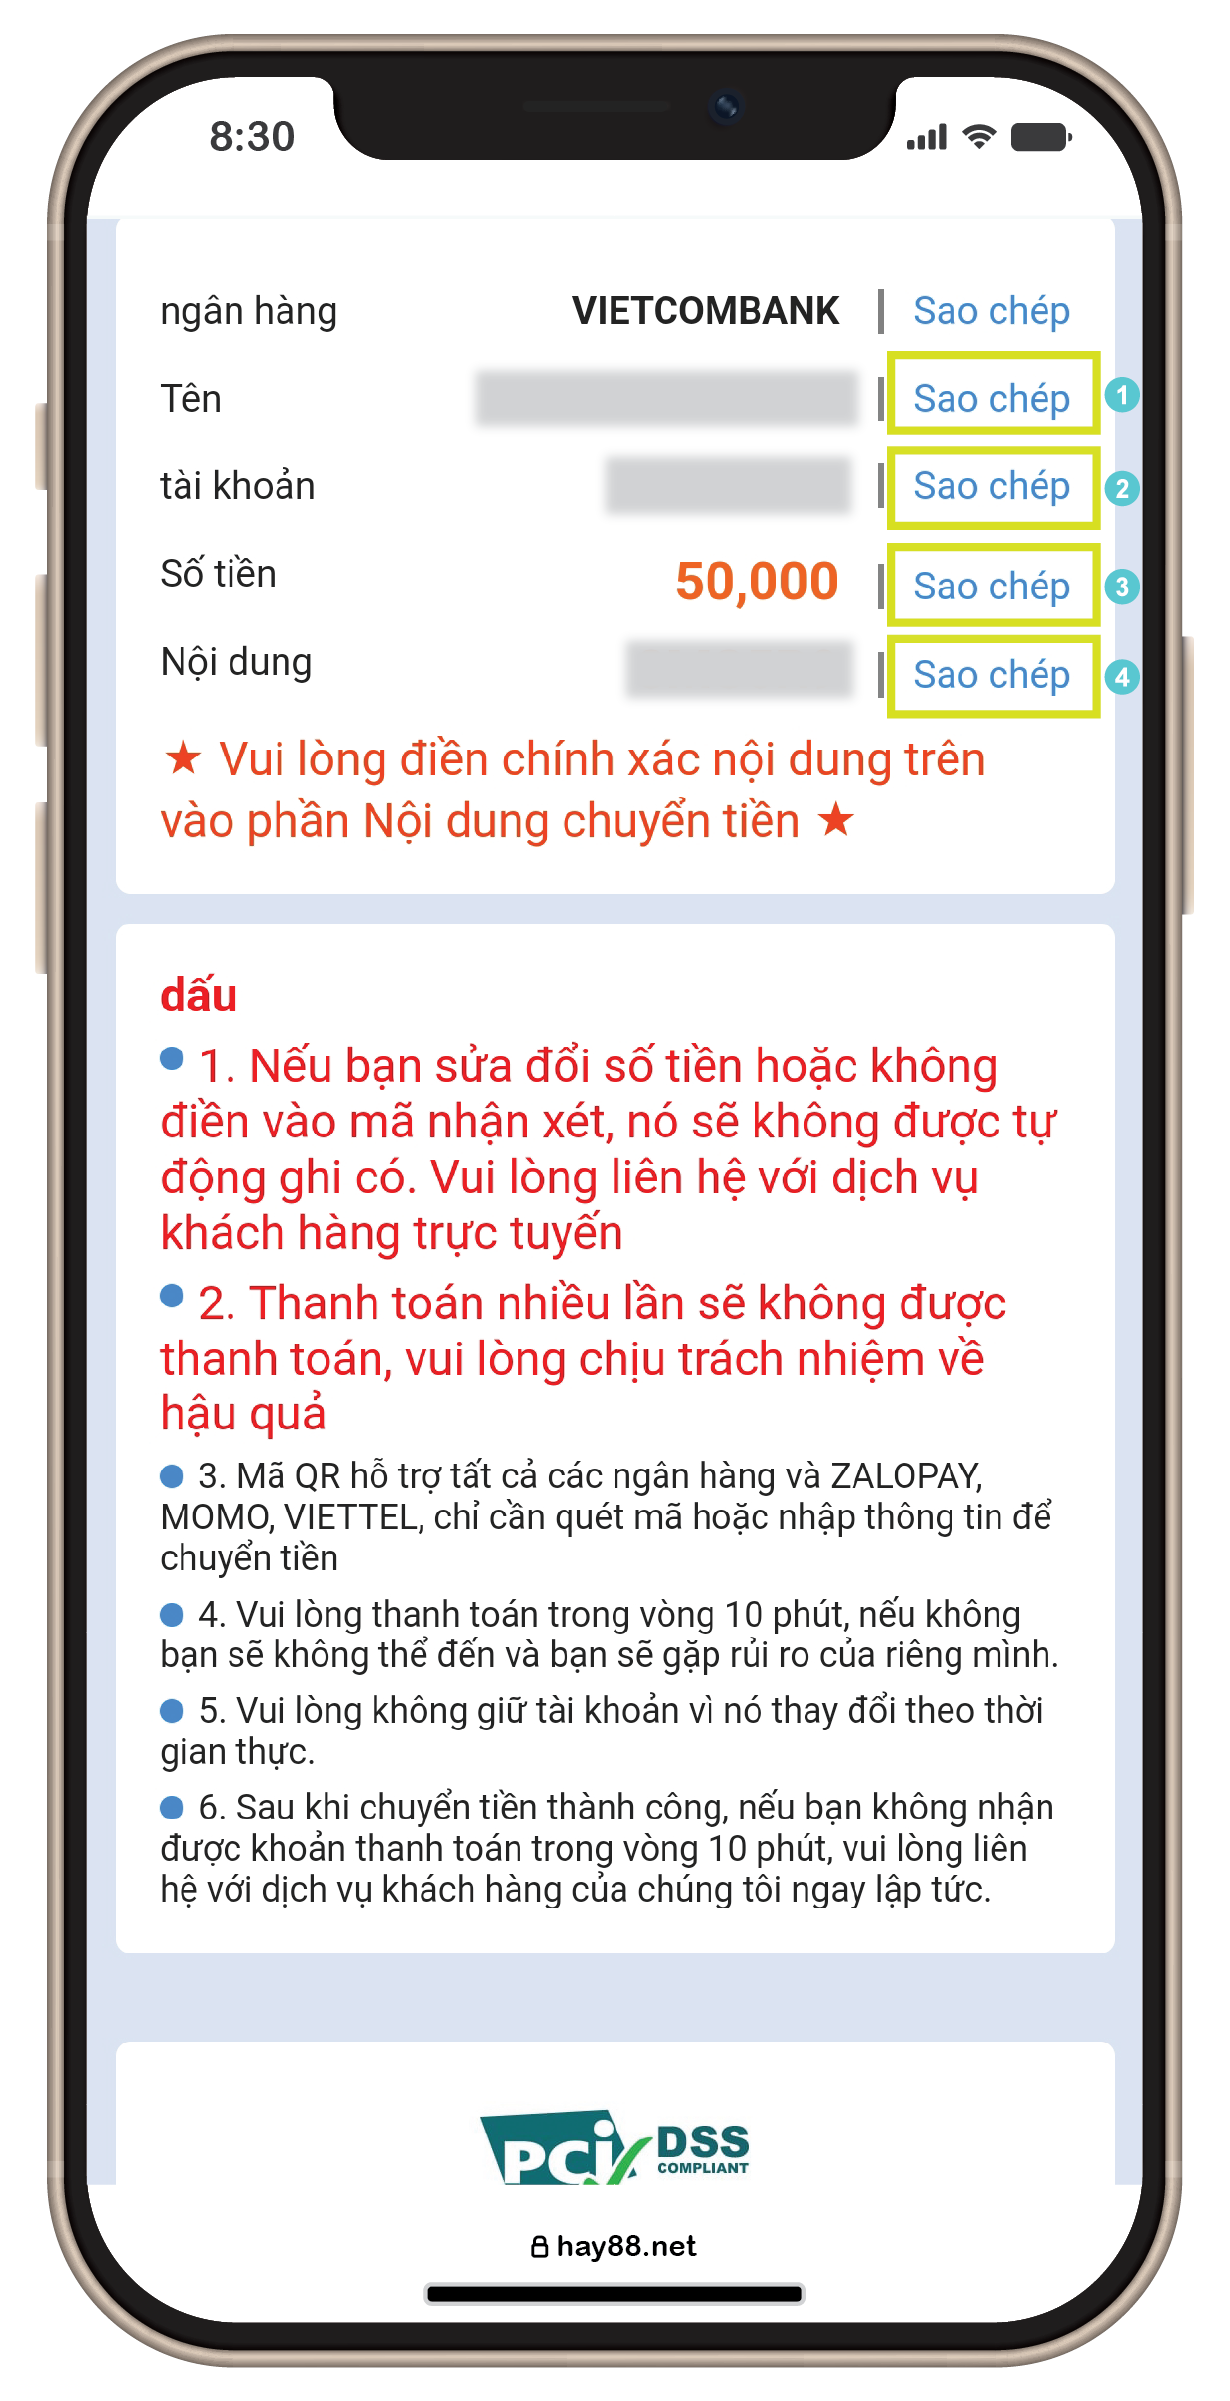 8:30
ngân hàng VIETCOMBANK Sao chép
Tên Sao chép 1
tài khoản Sao chép 2
Số tiền 50,000 Sao chép 3
Nội dung Sao chép 4
★ Vui lòng điền chính xác nội dung trên
vào phần Nội dung chuyển tiền ★
dấu
1. Nếu bạn sửa đổi số tiền hoặc không
điền vào mã nhận xét, nó sẽ không được tự
động ghi có. Vui lòng liên hệ với dịch vụ
khách hàng trực tuyến
2. Thanh toán nhiều lần sẽ không được
thanh toán, vui lòng chịu trách nhiệm về
hậu quả
3. Mã QR hỗ trợ tất cả các ngân hàng và ZALOPAY,
MOMO, VIETTEL, chỉ cần quét mã hoặc nhập thông tin để
chuyển tiền
4. Vui lòng thanh toán trong vòng 10 phút, nếu không
bạn sẽ không thể đến và bạn sẽ gặp rủi ro của riêng mình.
5. Vui lòng không giữ tài khoản vì nó thay đổi theo thời
gian thực.
6. Sau khi chuyển tiền thành công, nếu bạn không nhận
được khoản thanh toán trong vòng 10 phút, vui lòng liên
hệ với dịch vụ khách hàng của chúng tôi ngay lập tức.
PCi DSS
COMPLIANT
hay88.net